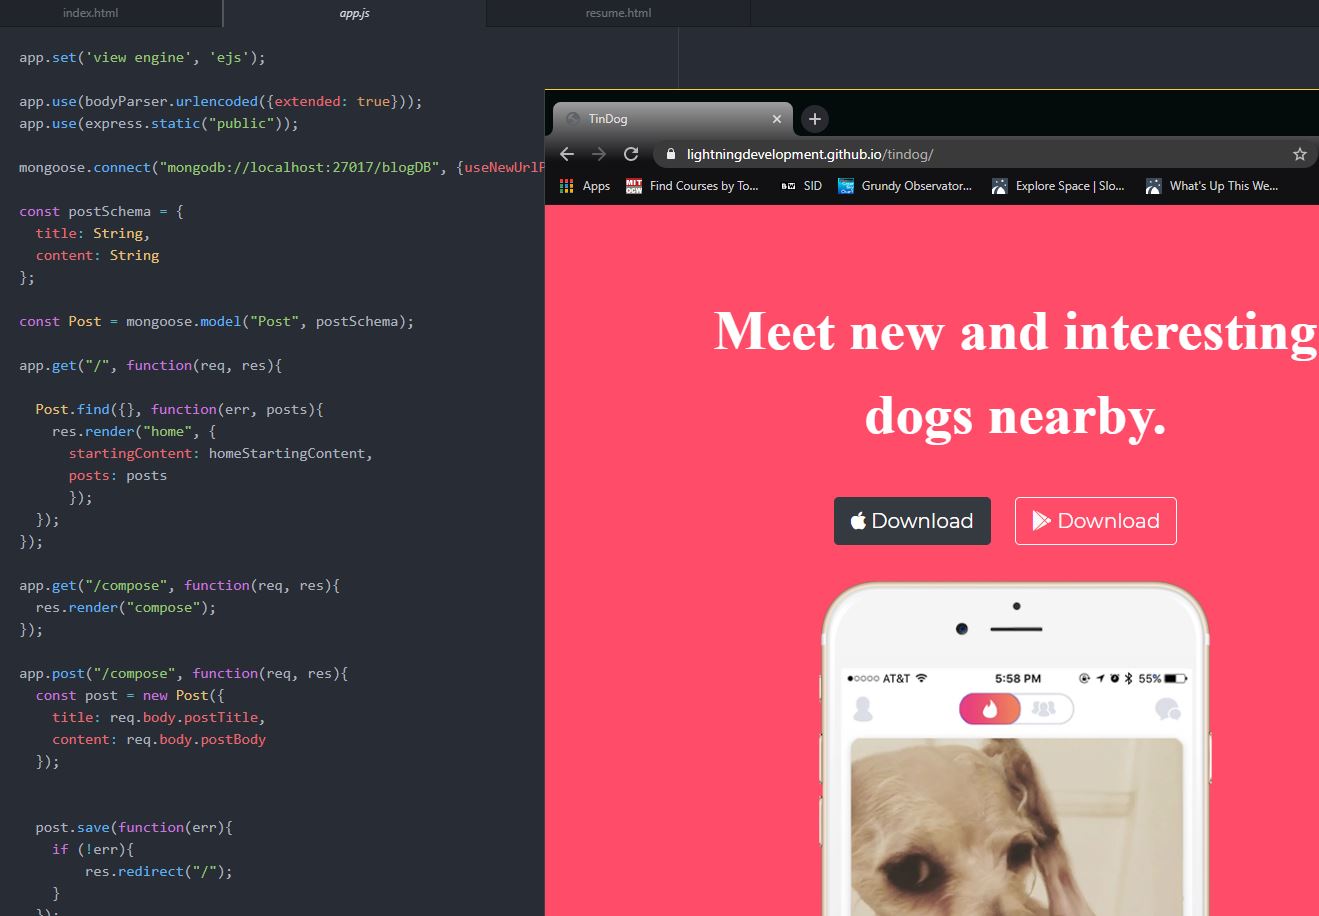 index.html
app.js
resume.html
app.set('view engine', 'ejs');
app.use(bodyParser.urlencoded({extended: true}));
app.use(express.static("public"));
mongoose.connect("mongodb://localhost:27017/blogDB", {useNewUrlP
const postSchema = {
title: String,
content: String
};
const Post = mongoose.model("Post", postSchema);
app.get("/", function(req, res){
Post.find({}, function(err, posts){
res.render("home", {
startingContent: homeStartingContent,
posts: posts
});
});
});
app.get("/compose", function(req, res){
res.render("compose");
});
app.post("/compose", function(req, res){
const post = new Post({
title: req.body.postTitle,
content: req.body.postBody
});
post.save(function(err){
if (!err){
res.redirect("/");
}
});
TinDog
lightningdevelopment.github.io/tindog/
Apps
MIT OCW
Find Courses by To...
SID
Grundy Observator...
Explore Space | Slo...
What's Up This We...
Meet new and interesting
dogs nearby.
Download
Download
AT&T
5:58 PM
55%